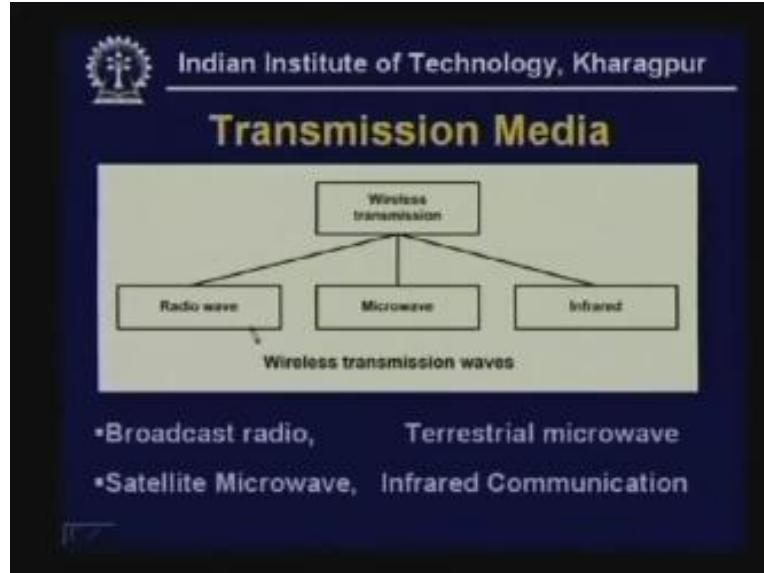 Indian Institute of Technology, Kharagpur
Transmission Media
Wireless
transmission
Radio wave Microwave Infrared
Wireless transmission waves
•Broadcast radio, Terrestrial microwave
•Satellite Microwave, Infrared Communication